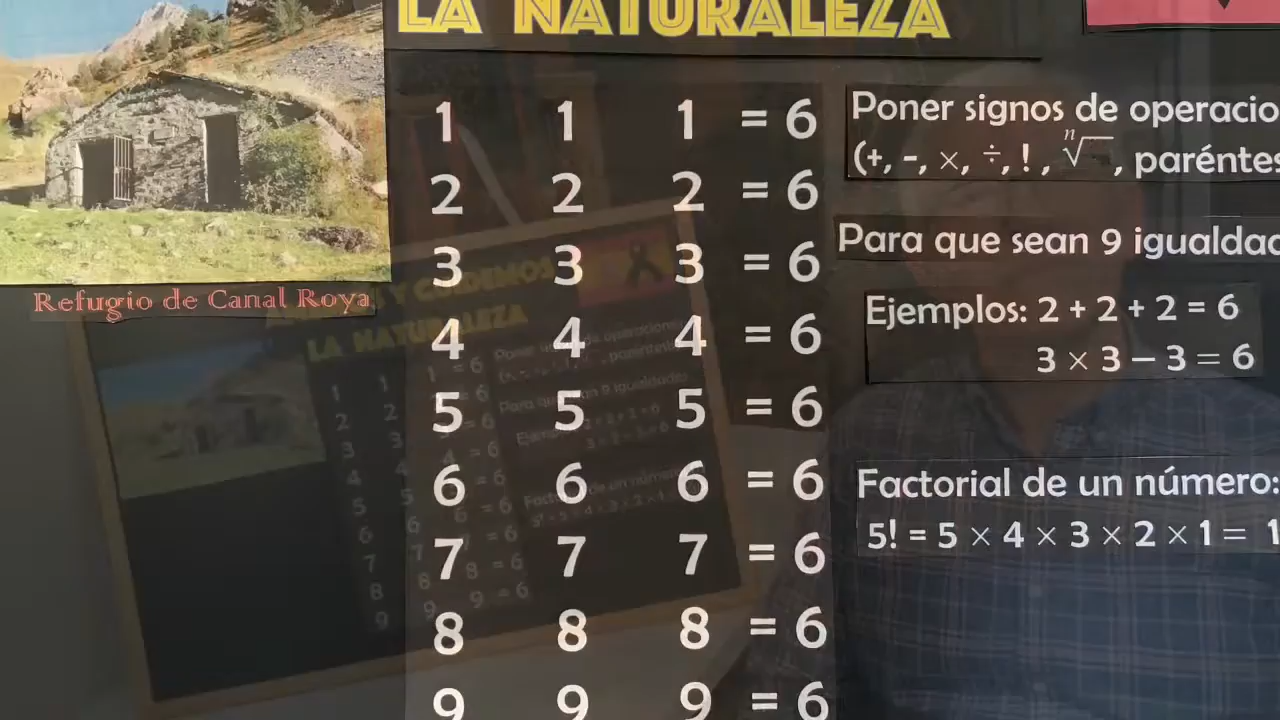 LA NATURALEZA
Refugio de Canal Roya
1 1 1 = 6
2 2 2 = 6
3 3 3 = 6
4 4 4 = 6
5 5 5 = 6
6 6 6 = 6
7 7 7 = 6
8 8 8 = 6
9 9 9 = 6
Poner signos de operacio
(+, -, ×, ÷, !, ⁿ√, paréntes
Para que sean 9 igualdad
Ejemplos: 2 + 2 + 2 = 6
3 × 3 – 3 = 6
Factorial de un número:
5! = 5 × 4 × 3 × 2 × 1 = 1